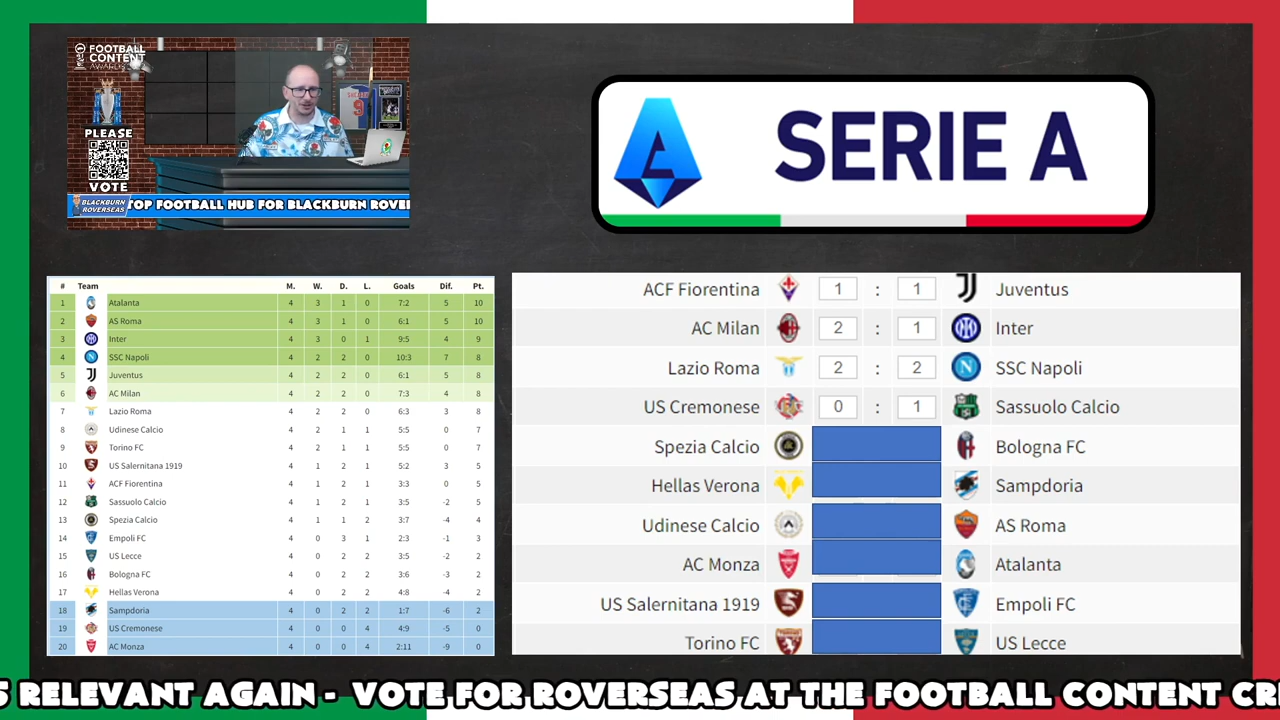 FOOTBALL
CONTENT
AWARDS
PLEASE
VOTE
BLACKBURN
ROVERSEAS
TOP FOOTBALL HUB FOR BLACKBURN ROVE
9
SERIE A
# Team M. W. D. L. Goals Dif. Pt.
1 Atalanta 4 3 1 0 7:2 5 10
2 AS Roma 4 3 1 0 6:1 5 10
3 Inter 4 3 0 1 9:5 4 9
4 SSC Napoli 4 2 2 0 10:3 7 8
5 Juventus 4 2 2 0 6:1 5 8
6 AC Milan 4 2 2 0 7:3 4 8
7 Lazio Roma 4 2 2 0 6:3 3 8
8 Udinese Calcio 4 2 1 1 5:5 0 7
9 Torino FC 4 2 1 1 5:5 0 7
10 US Salernitana 1919 4 1 2 1 5:2 3 5
11 ACF Fiorentina 4 1 2 1 3:3 0 5
12 Sassuolo Calcio 4 1 2 1 3:5 -2 5
13 Spezia Calcio 4 1 1 2 3:7 -4 4
14 Empoli FC 4 0 3 1 2:3 -1 3
15 US Lecce 4 0 2 2 3:5 -2 2
16 Bologna FC 4 0 2 2 3:6 -3 2
17 Hellas Verona 4 0 2 2 4:8 -4 2
18 Sampdoria 4 0 2 2 1:7 -6 2
19 US Cremonese 4 0 0 4 4:9 -5 0
20 AC Monza 4 0 0 4 2:11 -9 0
ACF Fiorentina 1 : 1 Juventus
AC Milan 2 : 1 Inter
Lazio Roma 2 : 2 SSC Napoli
US Cremonese 0 : 1 Sassuolo Calcio
Spezia Calcio Bologna FC
Hellas Verona Sampdoria
Udinese Calcio AS Roma
AC Monza Atalanta
US Salernitana 1919 Empoli FC
Torino FC US Lecce
S RELEVANT AGAIN - VOTE FOR ROVERSEAS AT THE FOOTBALL CONTENT CR